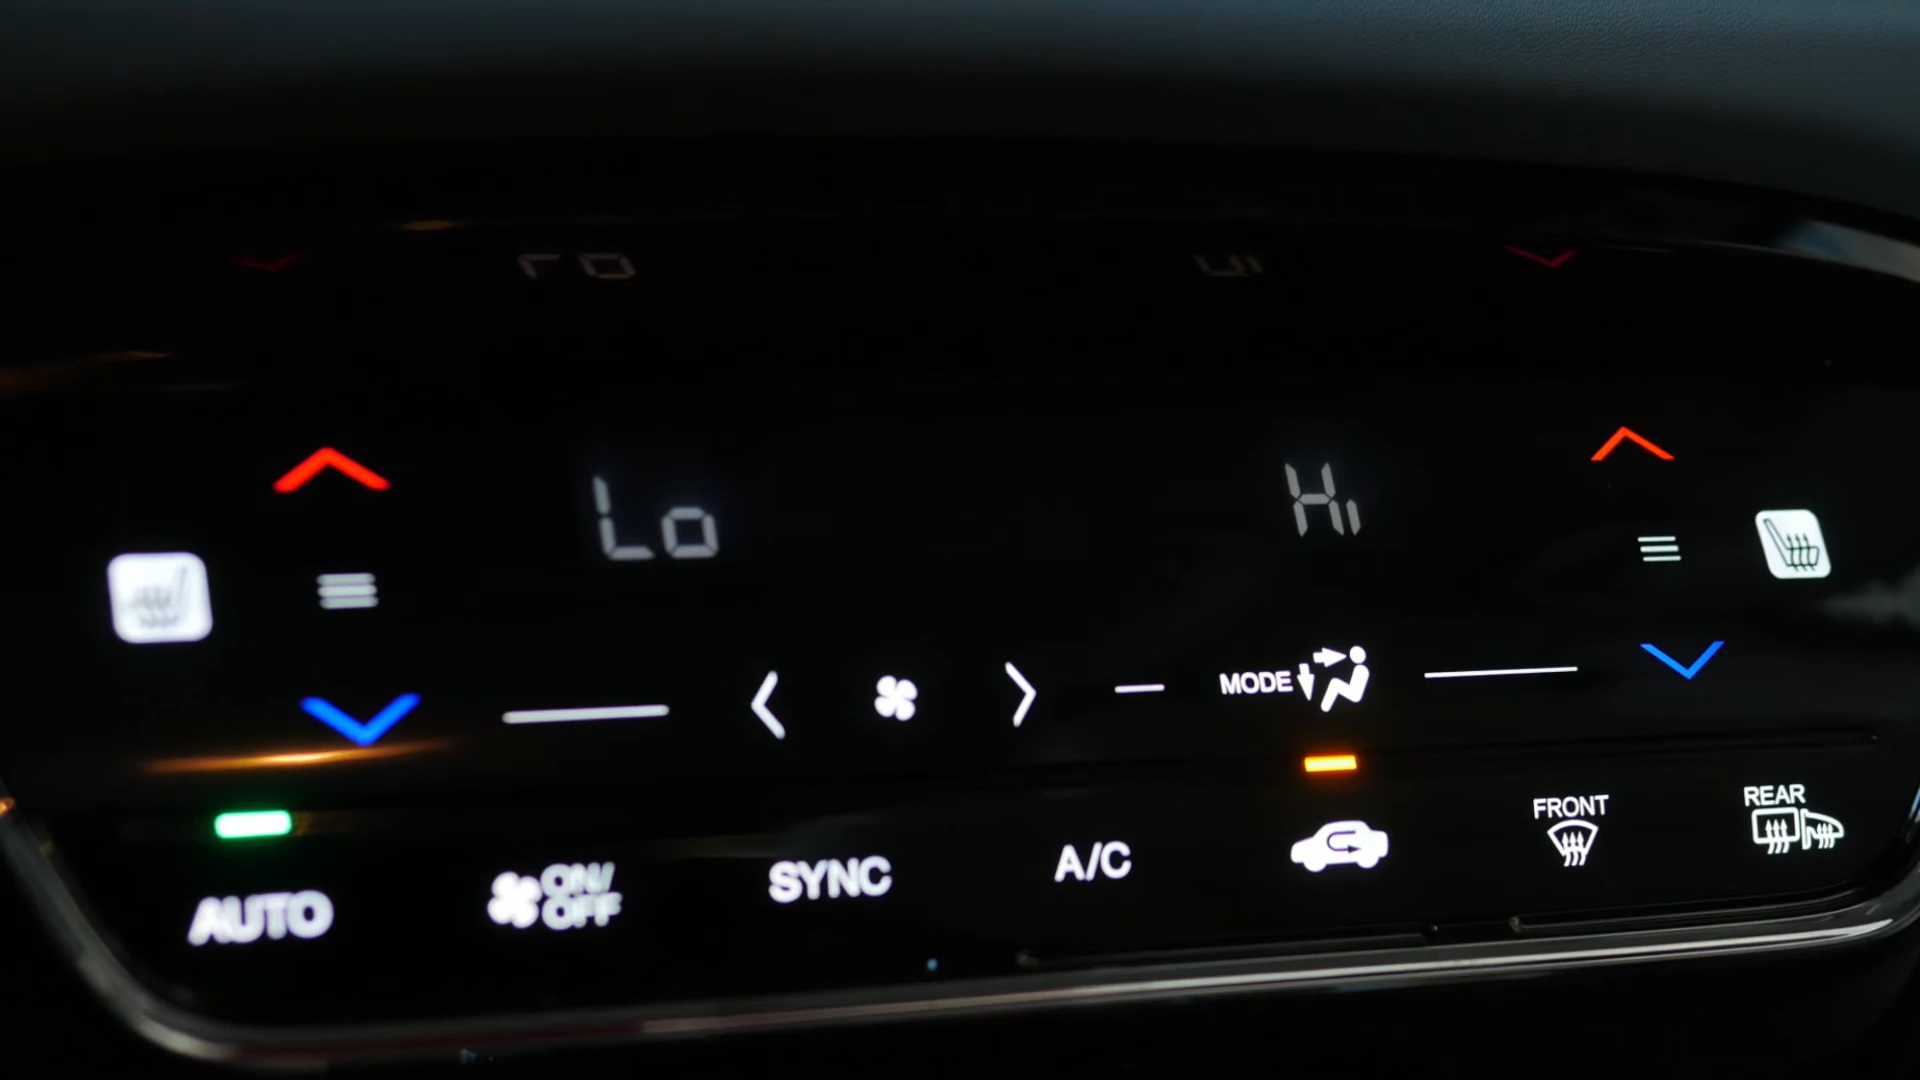 Lo
Hi
MODE
AUTO
ON/
OFF
SYNC
A/C
FRONT
REAR